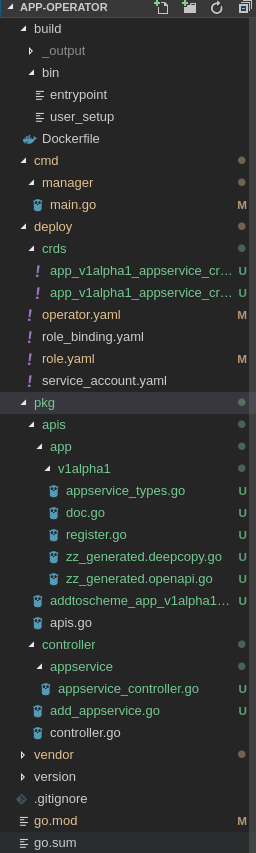 APP-OPERATOR
build
_output
bin
entrypoint
user_setup
Dockerfile
cmd
manager
main.go M
deploy
crds
app_v1alpha1_appservice_cr... U
app_v1alpha1_appservice_cr... U
operator.yaml M
role_binding.yaml
role.yaml M
service_account.yaml
pkg
apis
app
v1alpha1
appservice_types.go U
doc.go U
register.go U
zz_generated.deepcopy.go U
zz_generated.openapi.go U
addtoscheme_app_v1alpha1... U
apis.go
controller
appservice
appservice_controller.go U
add_appservice.go U
controller.go
vendor
version
.gitignore
go.mod M
go.sum